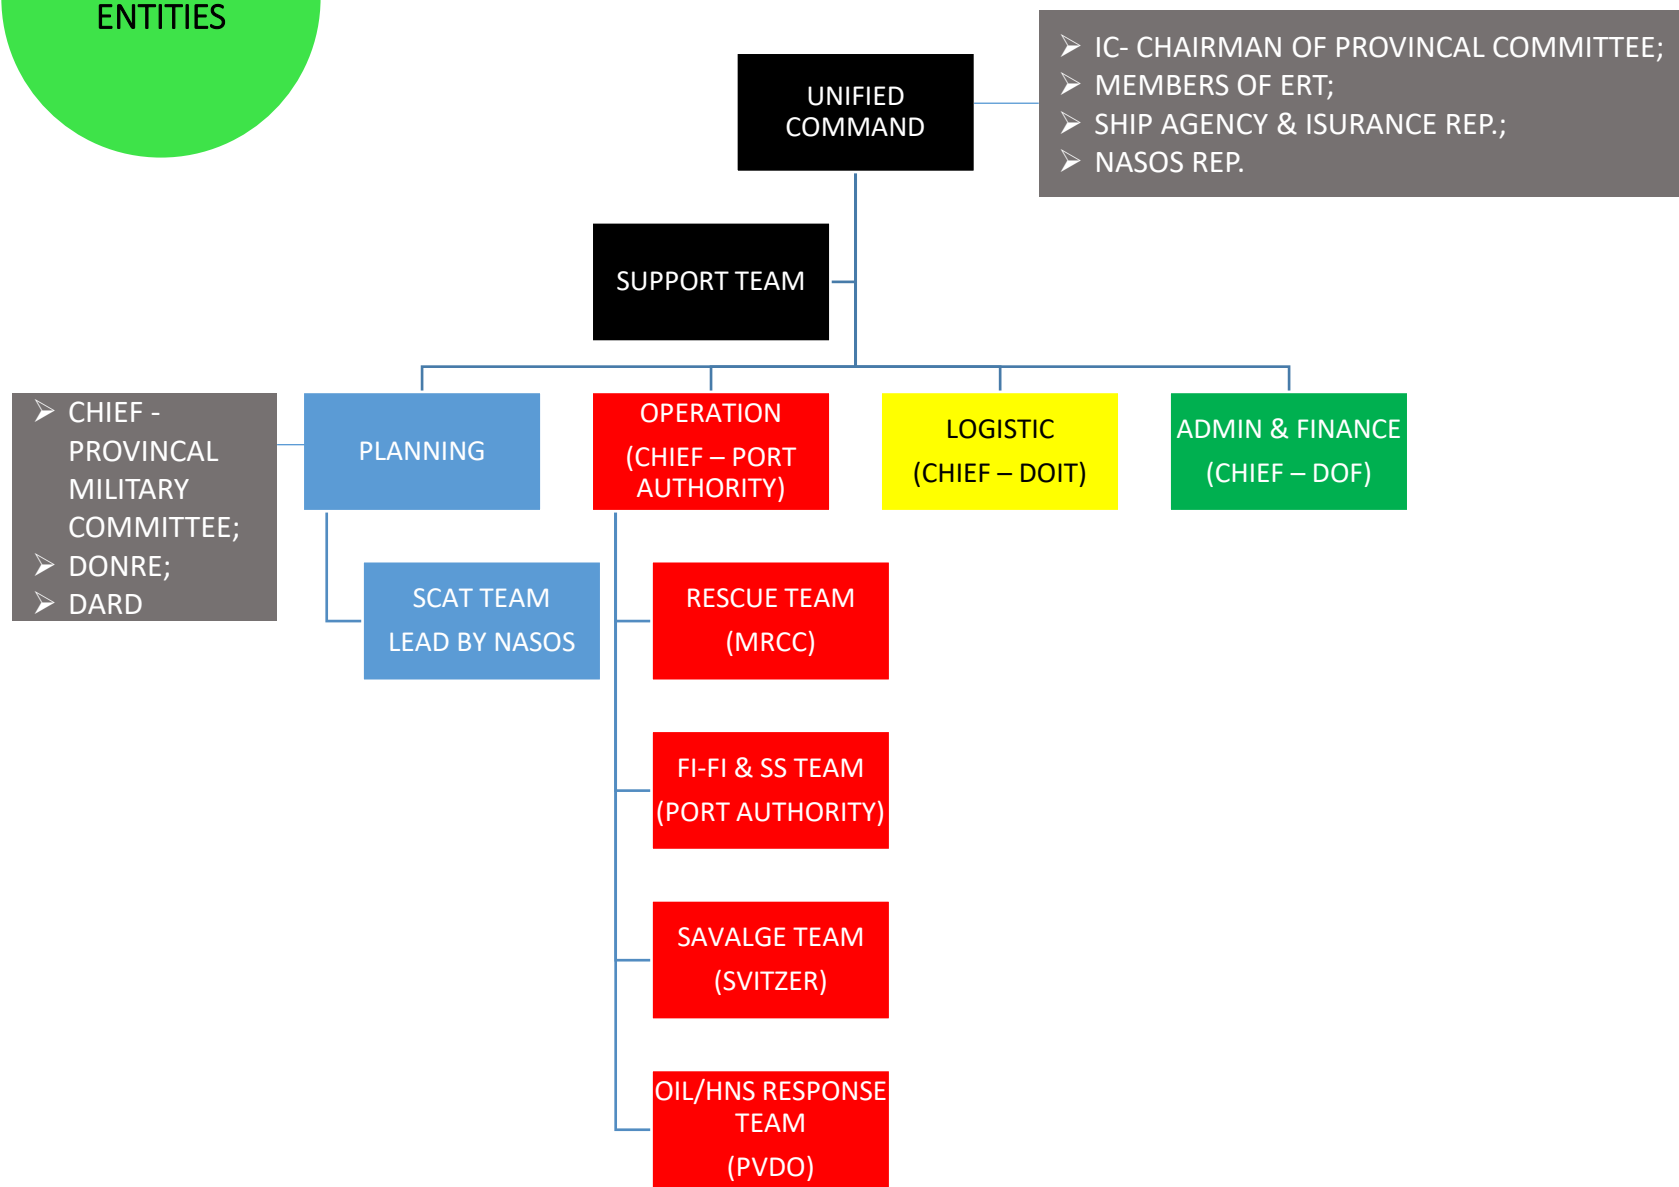 ENTITIES
UNIFIED
COMMAND
➢ IC- CHAIRMAN OF PROVINCAL COMMITTEE;
➢ MEMBERS OF ERT;
➢ SHIP AGENCY & ISURANCE REP.;
➢ NASOS REP.
SUPPORT TEAM
➢ CHIEF -
PROVINCAL
MILITARY
COMMITTEE;
➢ DONRE;
➢ DARD
PLANNING
OPERATION
(CHIEF – PORT
AUTHORITY)
LOGISTIC
(CHIEF – DOIT)
ADMIN & FINANCE
(CHIEF – DOF)
SCAT TEAM
LEAD BY NASOS
RESCUE TEAM
(MRCC)
FI-FI & SS TEAM
(PORT AUTHORITY)
SAVALGE TEAM
(SVITZER)
OIL/HNS RESPONSE
TEAM
(PVDO)